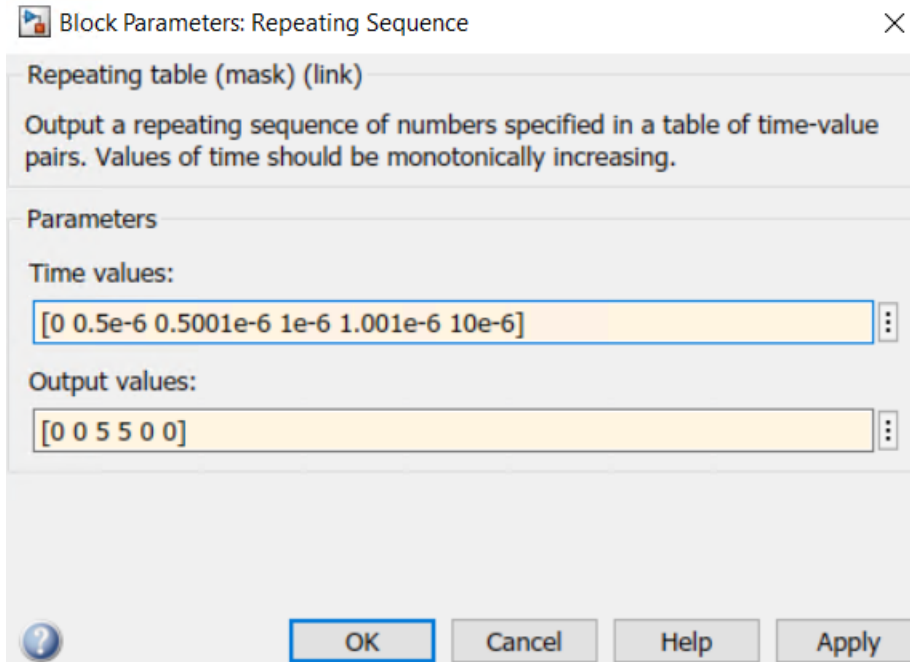 Block Parameters: Repeating Sequence
Repeating table (mask) (link)
Output a repeating sequence of numbers specified in a table of time-value
pairs. Values of time should be monotonically increasing.
Parameters
Time values:
[0 0.5e-6 0.5001e-6 1e-6 1.001e-6 10e-6]
Output values:
[0 0 5 5 0 0]
OK Cancel Help Apply